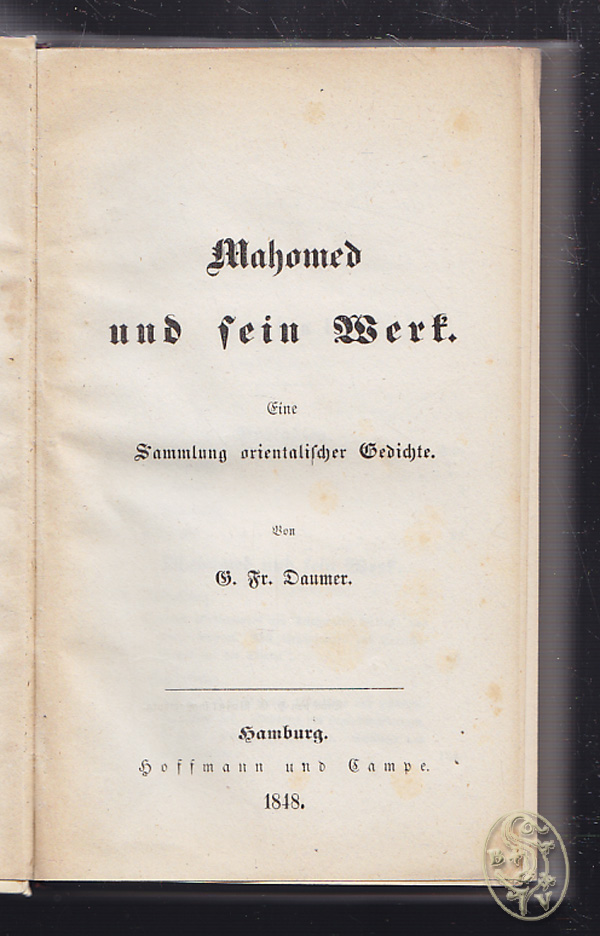 Mahomed
und sein Werk.
Eine
Sammlung orientalischer Gedichte.
Von
G. Fr. Daumer.
Hamburg.
Hoffmann und Campe.
1848.